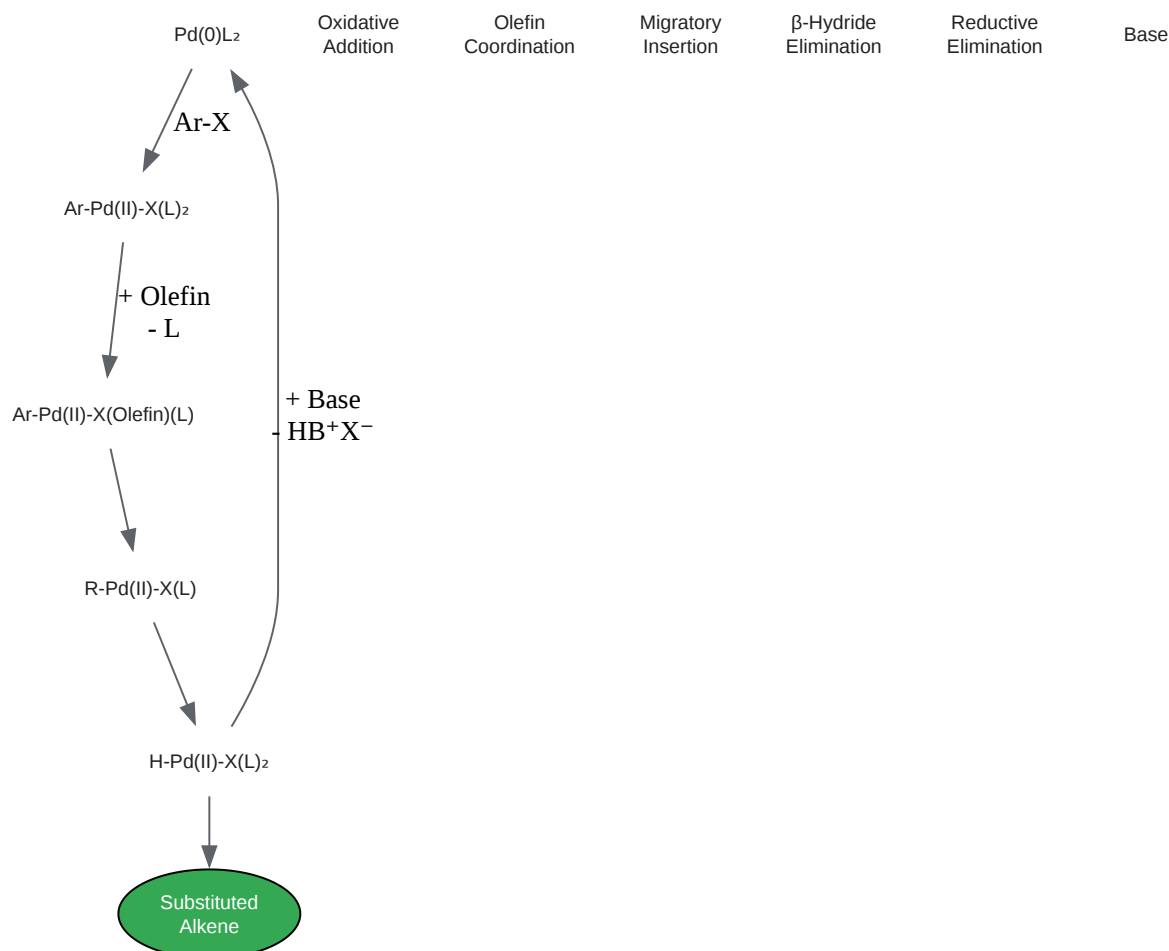 Pd(0)L₂
Oxidative
Addition
Olefin
Coordination
Migratory
Insertion
β-Hydride
Elimination
Reductive
Elimination
Base
Ar-X
Ar-Pd(II)-X(L)₂
+ Olefin
- L
Ar-Pd(II)-X(Olefin)(L)
+ Base
- HB⁺X⁻
R-Pd(II)-X(L)
H-Pd(II)-X(L)₂
Substituted
Alkene